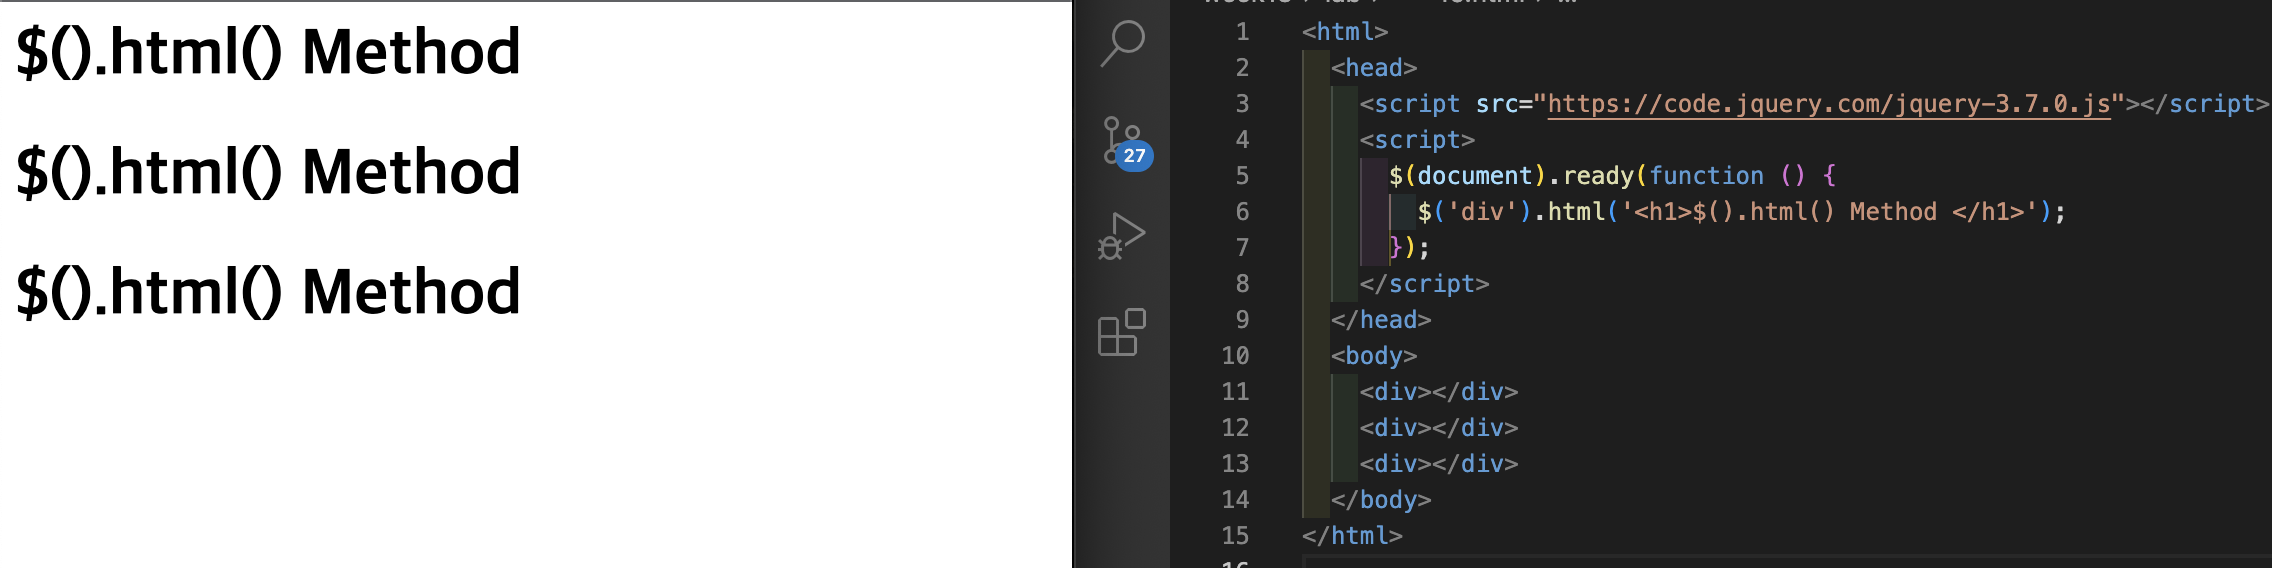 $().html() Method
$().html() Method
$().html() Method
27
1 <html>
2 <head>
3 <script src="https://code.jquery.com/jquery-3.7.0.js"></script>
4 <script>
5 $(document).ready(function () {
6 $('div').html('<h1>$().html() Method </h1>');
7 });
8 </script>
9 </head>
10 <body>
11 <div></div>
12 <div></div>
13 <div></div>
14 </body>
15 </html>
16